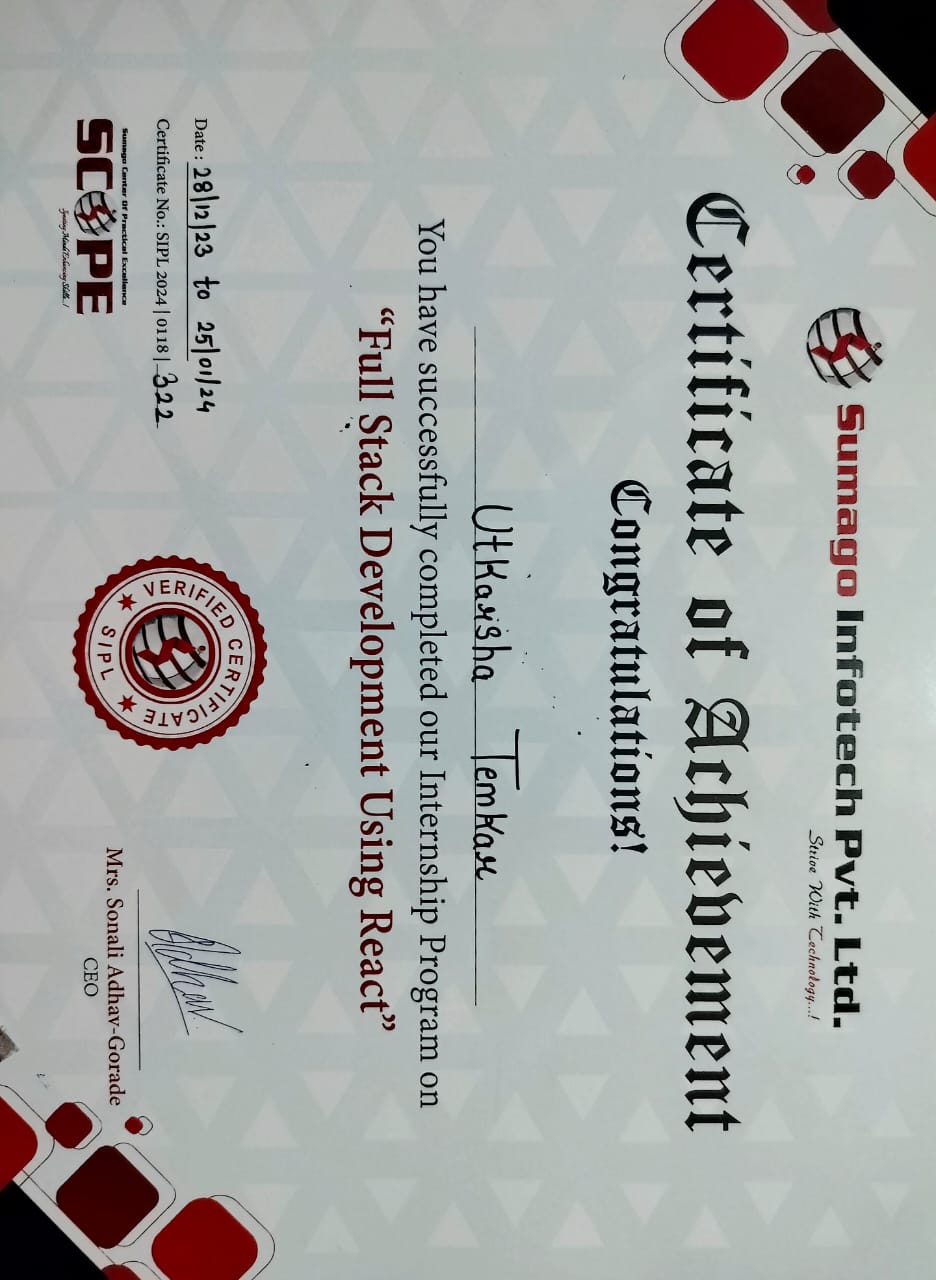 Sumago Infotech Pvt. Ltd.
Strive With Technology...!
Certificate of Achievement
Congratulations!
Utkarsha Temkar
You have successfully completed our Internship Program on
“Full Stack Development Using React”
Date: 28/12/23 to 25/01/24
Certificate No.: SIPL 2024|0118|322
Sumago Center Of Practical Excellence
SCOPE
VERIFIED CERTIFICATE
SIPL
Adhav
Mrs. Sonali Adhav-Gorade
CEO